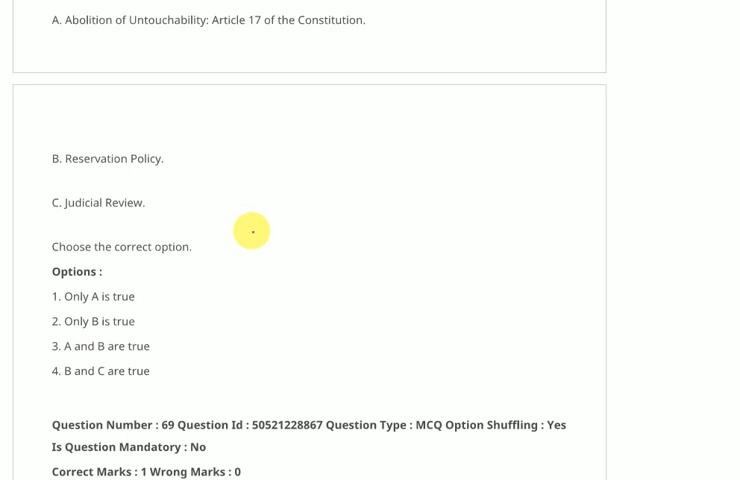 A. Abolition of Untouchability: Article 17 of the Constitution.
B. Reservation Policy.
C. Judicial Review.
Choose the correct option.
Options :
1. Only A is true
2. Only B is true
3. A and B are true
4. B and C are true
Question Number : 69 Question Id : 50521228867 Question Type : MCQ Option Shuffling : Yes
Is Question Mandatory : No
Correct Marks : 1 Wrong Marks : 0